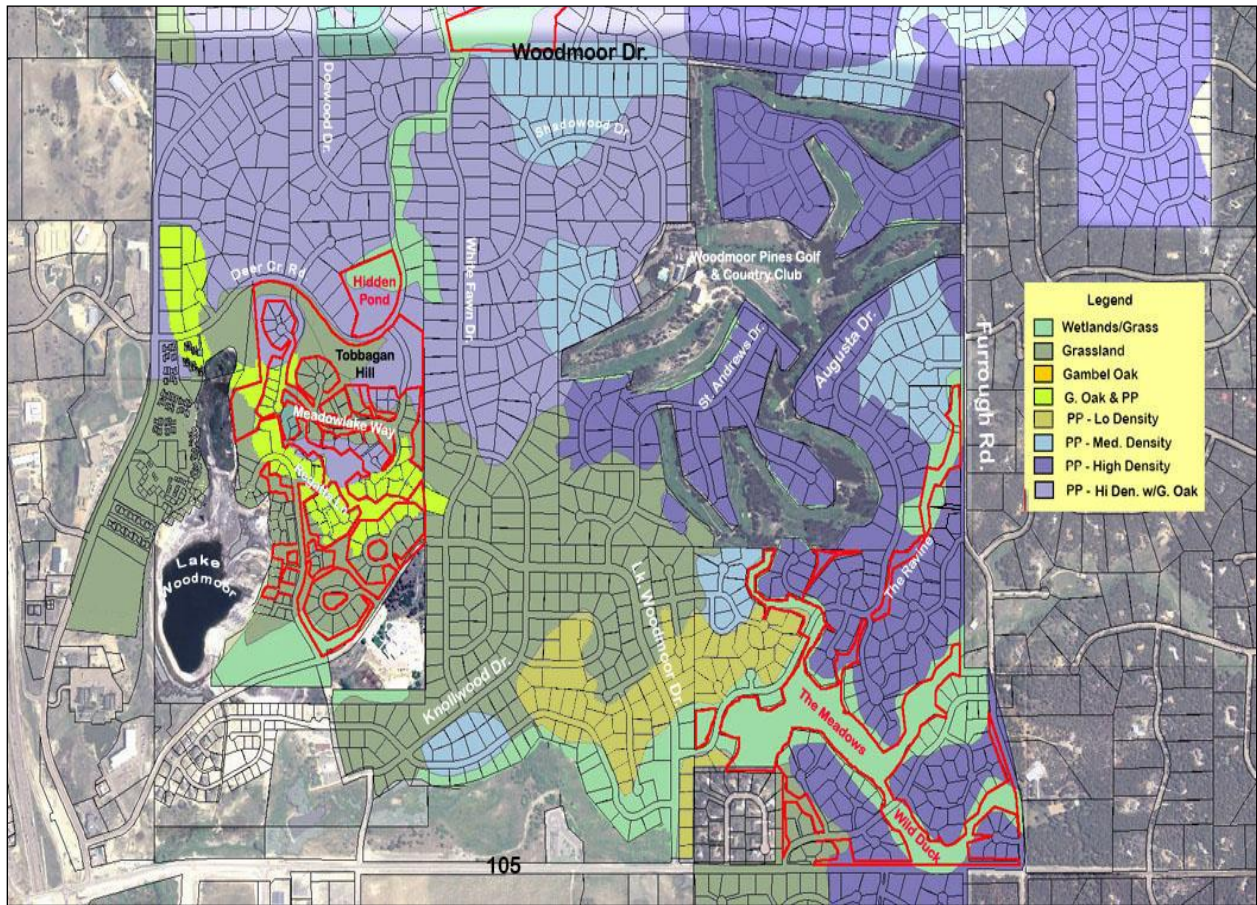 Woodmoor Dr.
Doewood Dr.
Shadowood Dr
Woodmoor Pines Golf
& Country Club
Deer Cr Rd
Hidden
Pond
White Fawn Dr.
Tobbagan
Hill
Meadowlake Way
St. Andrews Dr.
Augusta Dr.
Furrough Rd.
Legend
Wetlands/Grass
Grassland
Gambel Oak
G. Oak & PP
PP - Lo Density
PP - Med. Density
PP - High Density
PP - Hi Den. w/G. Oak
Lake
Woodmoor
Lk Woodmoor Dr.
The Ravine
Knollwood Dr.
The Meadows
Wild Duck
105